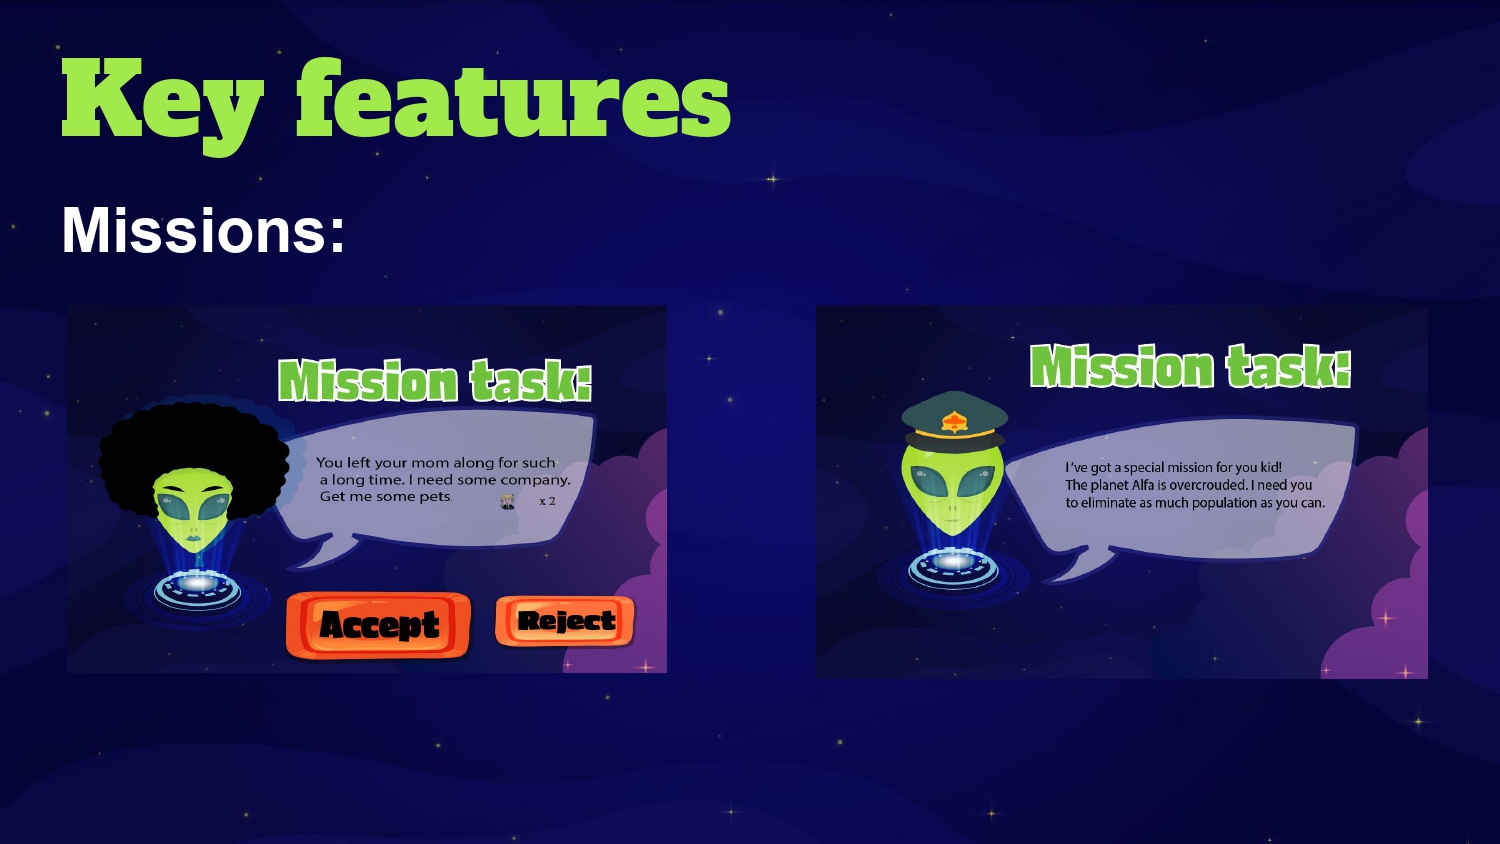 Key features
Missions:
Mission task:
You left your mom along for such
a long time. I need some company.
Get me some pets.
x 2
Accept
Reject
Mission task:
I've got a special mission for you kid!
The planet Alfa is overcrouded. I need you
to eliminate as much population as you can.